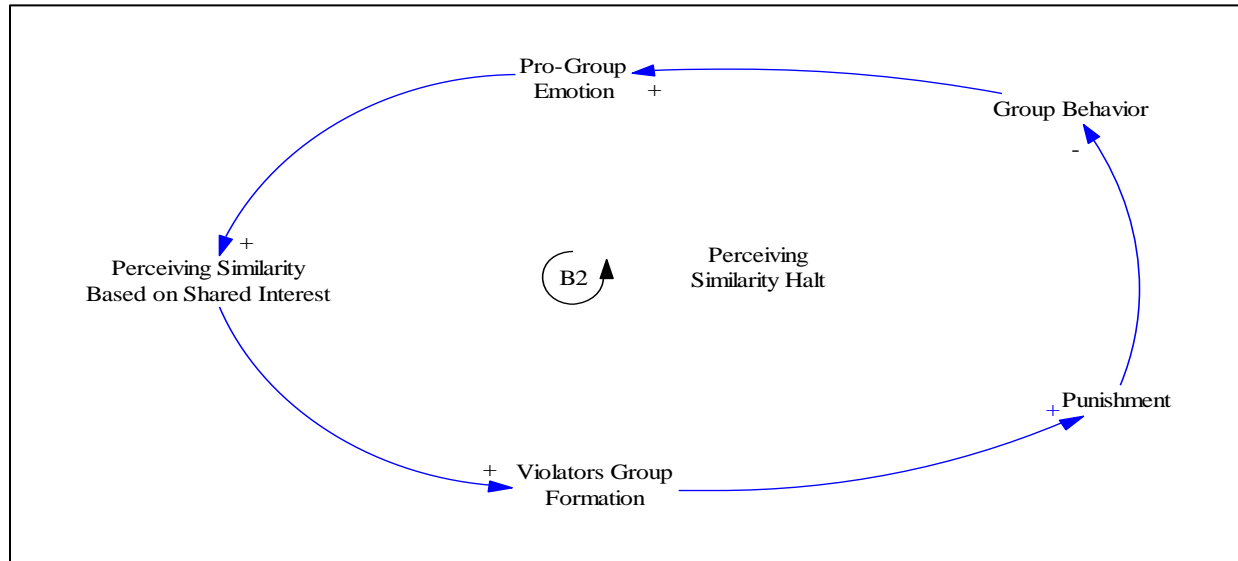 Pro-Group
Emotion
+
Group Behavior
-
+
Perceiving Similarity
Based on Shared Interest
B2
Perceiving
Similarity Halt
+
Punishment
+
Violators Group
Formation